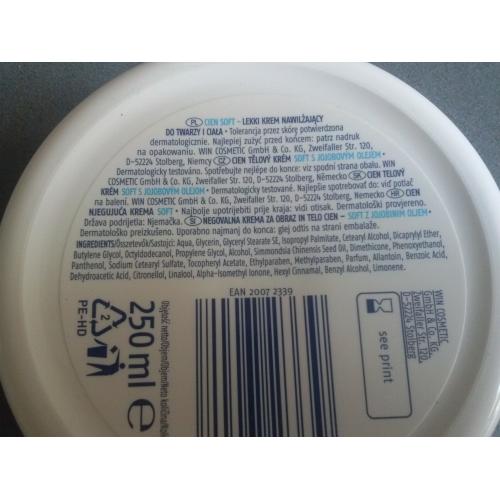 PL CIEN SOFT - LEKKI KREM NAWILŻAJĄCY
DO TWARZY I CIAŁA • Tolerancja przez skórę potwierdzona
dermatologicznie. Najlepiej zużyć przed końcem: patrz nadruk
na opakowaniu. WIN COSMETIC GmbH & Co. KG, Zweifaller Str. 120,
D-52224 Stolberg, Niemcy CZ CIEN TĚLOVÝ KRÉM SOFT S JOJOBOVÝM OLEJEM •
Dermatologicky testováno. Spotřebujte nejlépe do konce: viz spodní strana obalu. WIN
COSMETIC GmbH & Co. KG, Zweifaller Str. 120, D-52224 Stolberg, Německo SK CIEN TELOVÝ
KRÉM SOFT S JOJOBOVÝM OLEJOM • Dermatologicky testované. Najlepšie spotrebovať do: viď potlač
na balení. WIN COSMETIC GmbH & Co. KG, Zweifaller Str. 120, D-52224 Stolberg, Nemecko HR CIEN
NJEGUJUĆA KREMA SOFT • Najbolje upotrijebiti prije kraja: vidi otisak na omotu. Dermatološki provjereno.
Država podrijetla: Njemačka. SI NEGOVALNA KREMA ZA OBRAZ IN TELO CIEN - SOFT Z JOJOBINIM OLJEM •
Dermatološko preizkušeno. Uporabno najmanj do konca: glej odtis na strani embalaže.
INGREDIENTS/Összetevők/Sastojci: Aqua, Glycerin, Glyceryl Stearate SE, Isopropyl Palmitate, Cetearyl Alcohol, Dicaprylyl Ether,
Butylene Glycol, Octyldodecanol, Propylene Glycol, Alcohol, Simmondsia Chinensis Seed Oil, Dimethicone, Phenoxyethanol,
Panthenol, Sodium Cetearyl Sulfate, Tocopheryl Acetate, Ethylparaben, Methylparaben, Parfum, Allantoin, Benzoic Acid,
Dehydroacetic Acid, Citronellol, Linalool, Alpha-Isomethyl Ionone, Hexyl Cinnamal, Benzyl Alcohol, Limonene.
EAN 2007 2339
2
PE-HD
250 ml e
see print
WIN COSMETIC
GmbH & Co. KG,
Zweifaller Str. 120,
D-52224 Stolberg